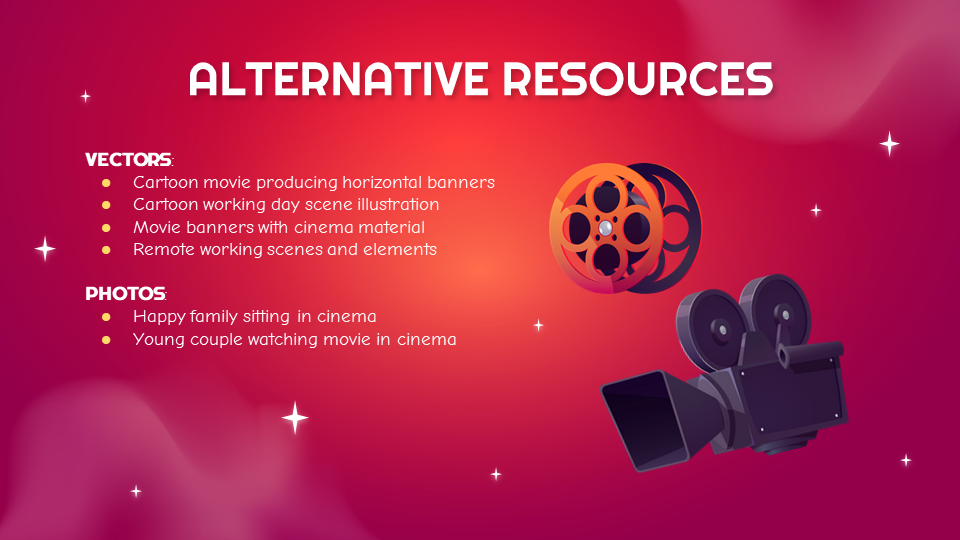 ALTERNATIVE RESOURCES
VECTORS:
● Cartoon movie producing horizontal banners
● Cartoon working day scene illustration
● Movie banners with cinema material
● Remote working scenes and elements
PHOTOS:
● Happy family sitting in cinema
● Young couple watching movie in cinema